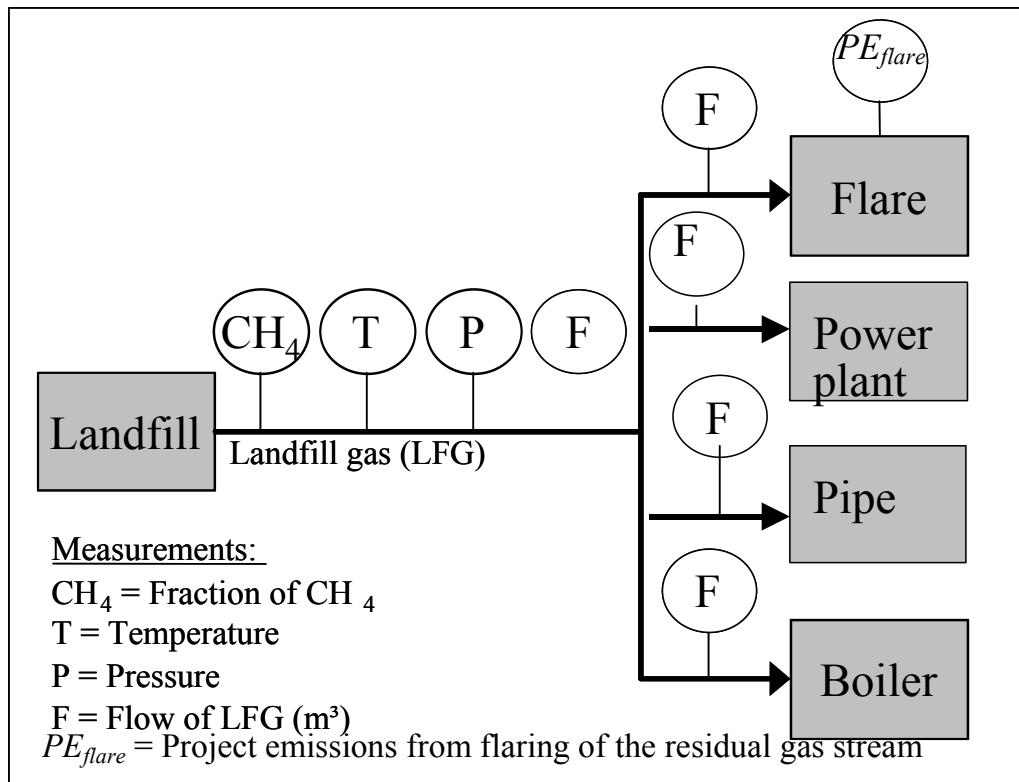 PE_flare
F
Flare
F
CH₄ T P F
Power
plant
Landfill
Landfill gas (LFG)
F
Pipe
Measurements:
CH₄ = Fraction of CH ₄
T = Temperature
P = Pressure
F = Flow of LFG (m³)
F
Boiler
PE_flare = Project emissions from flaring of the residual gas stream